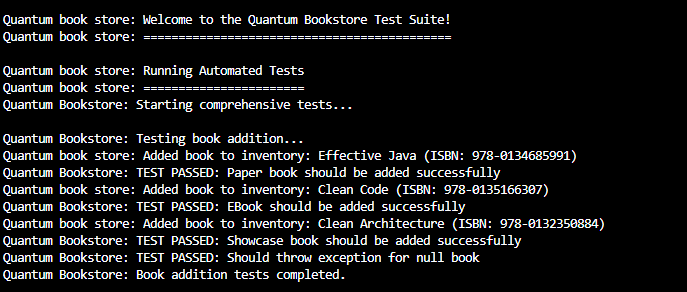 Quantum book store: Welcome to the Quantum Bookstore Test Suite!
Quantum book store: ============================================
Quantum book store: Running Automated Tests
Quantum book store: =======================
Quantum Bookstore: Starting comprehensive tests...
Quantum Bookstore: Testing book addition...
Quantum book store: Added book to inventory: Effective Java (ISBN: 978-0134685991)
Quantum Bookstore: TEST PASSED: Paper book should be added successfully
Quantum book store: Added book to inventory: Clean Code (ISBN: 978-0135166307)
Quantum Bookstore: TEST PASSED: EBook should be added successfully
Quantum book store: Added book to inventory: Clean Architecture (ISBN: 978-0132350884)
Quantum Bookstore: TEST PASSED: Showcase book should be added successfully
Quantum Bookstore: TEST PASSED: Should throw exception for null book
Quantum Bookstore: Book addition tests completed.